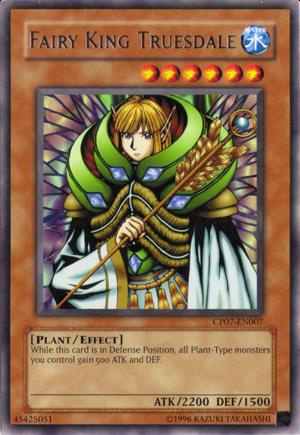 FAIRY KING TRUESDALE
WATER
水
CP07-EN007
[PLANT/EFFECT]
While this card is in Defense Position, all Plant-Type monsters
you control gain 500 ATK and DEF.
ATK/2200 DEF/1500
45425051
©1996 KAZUKI TAKAHASHI